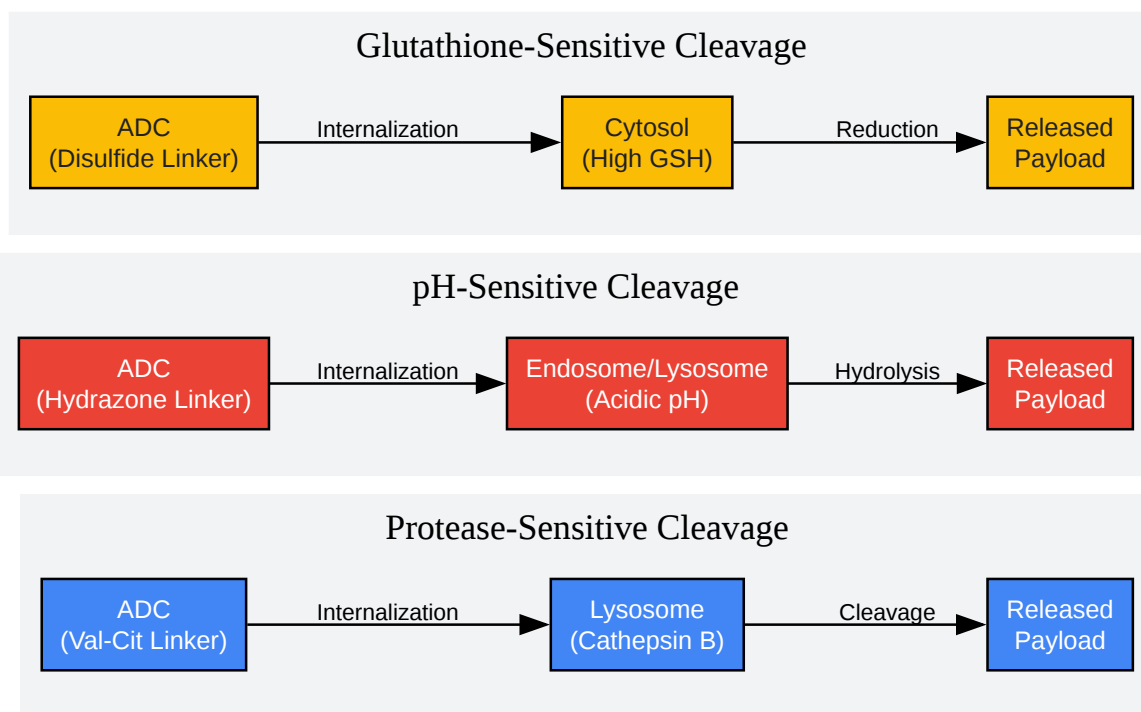 Glutathione-Sensitive Cleavage
ADC
(Disulfide Linker)
Internalization
Cytosol
(High GSH)
Reduction
Released
Payload
pH-Sensitive Cleavage
ADC
(Hydrazone Linker)
Internalization
Endosome/Lysosome
(Acidic pH)
Hydrolysis
Released
Payload
Protease-Sensitive Cleavage
ADC
(Val-Cit Linker)
Internalization
Lysosome
(Cathepsin B)
Cleavage
Released
Payload